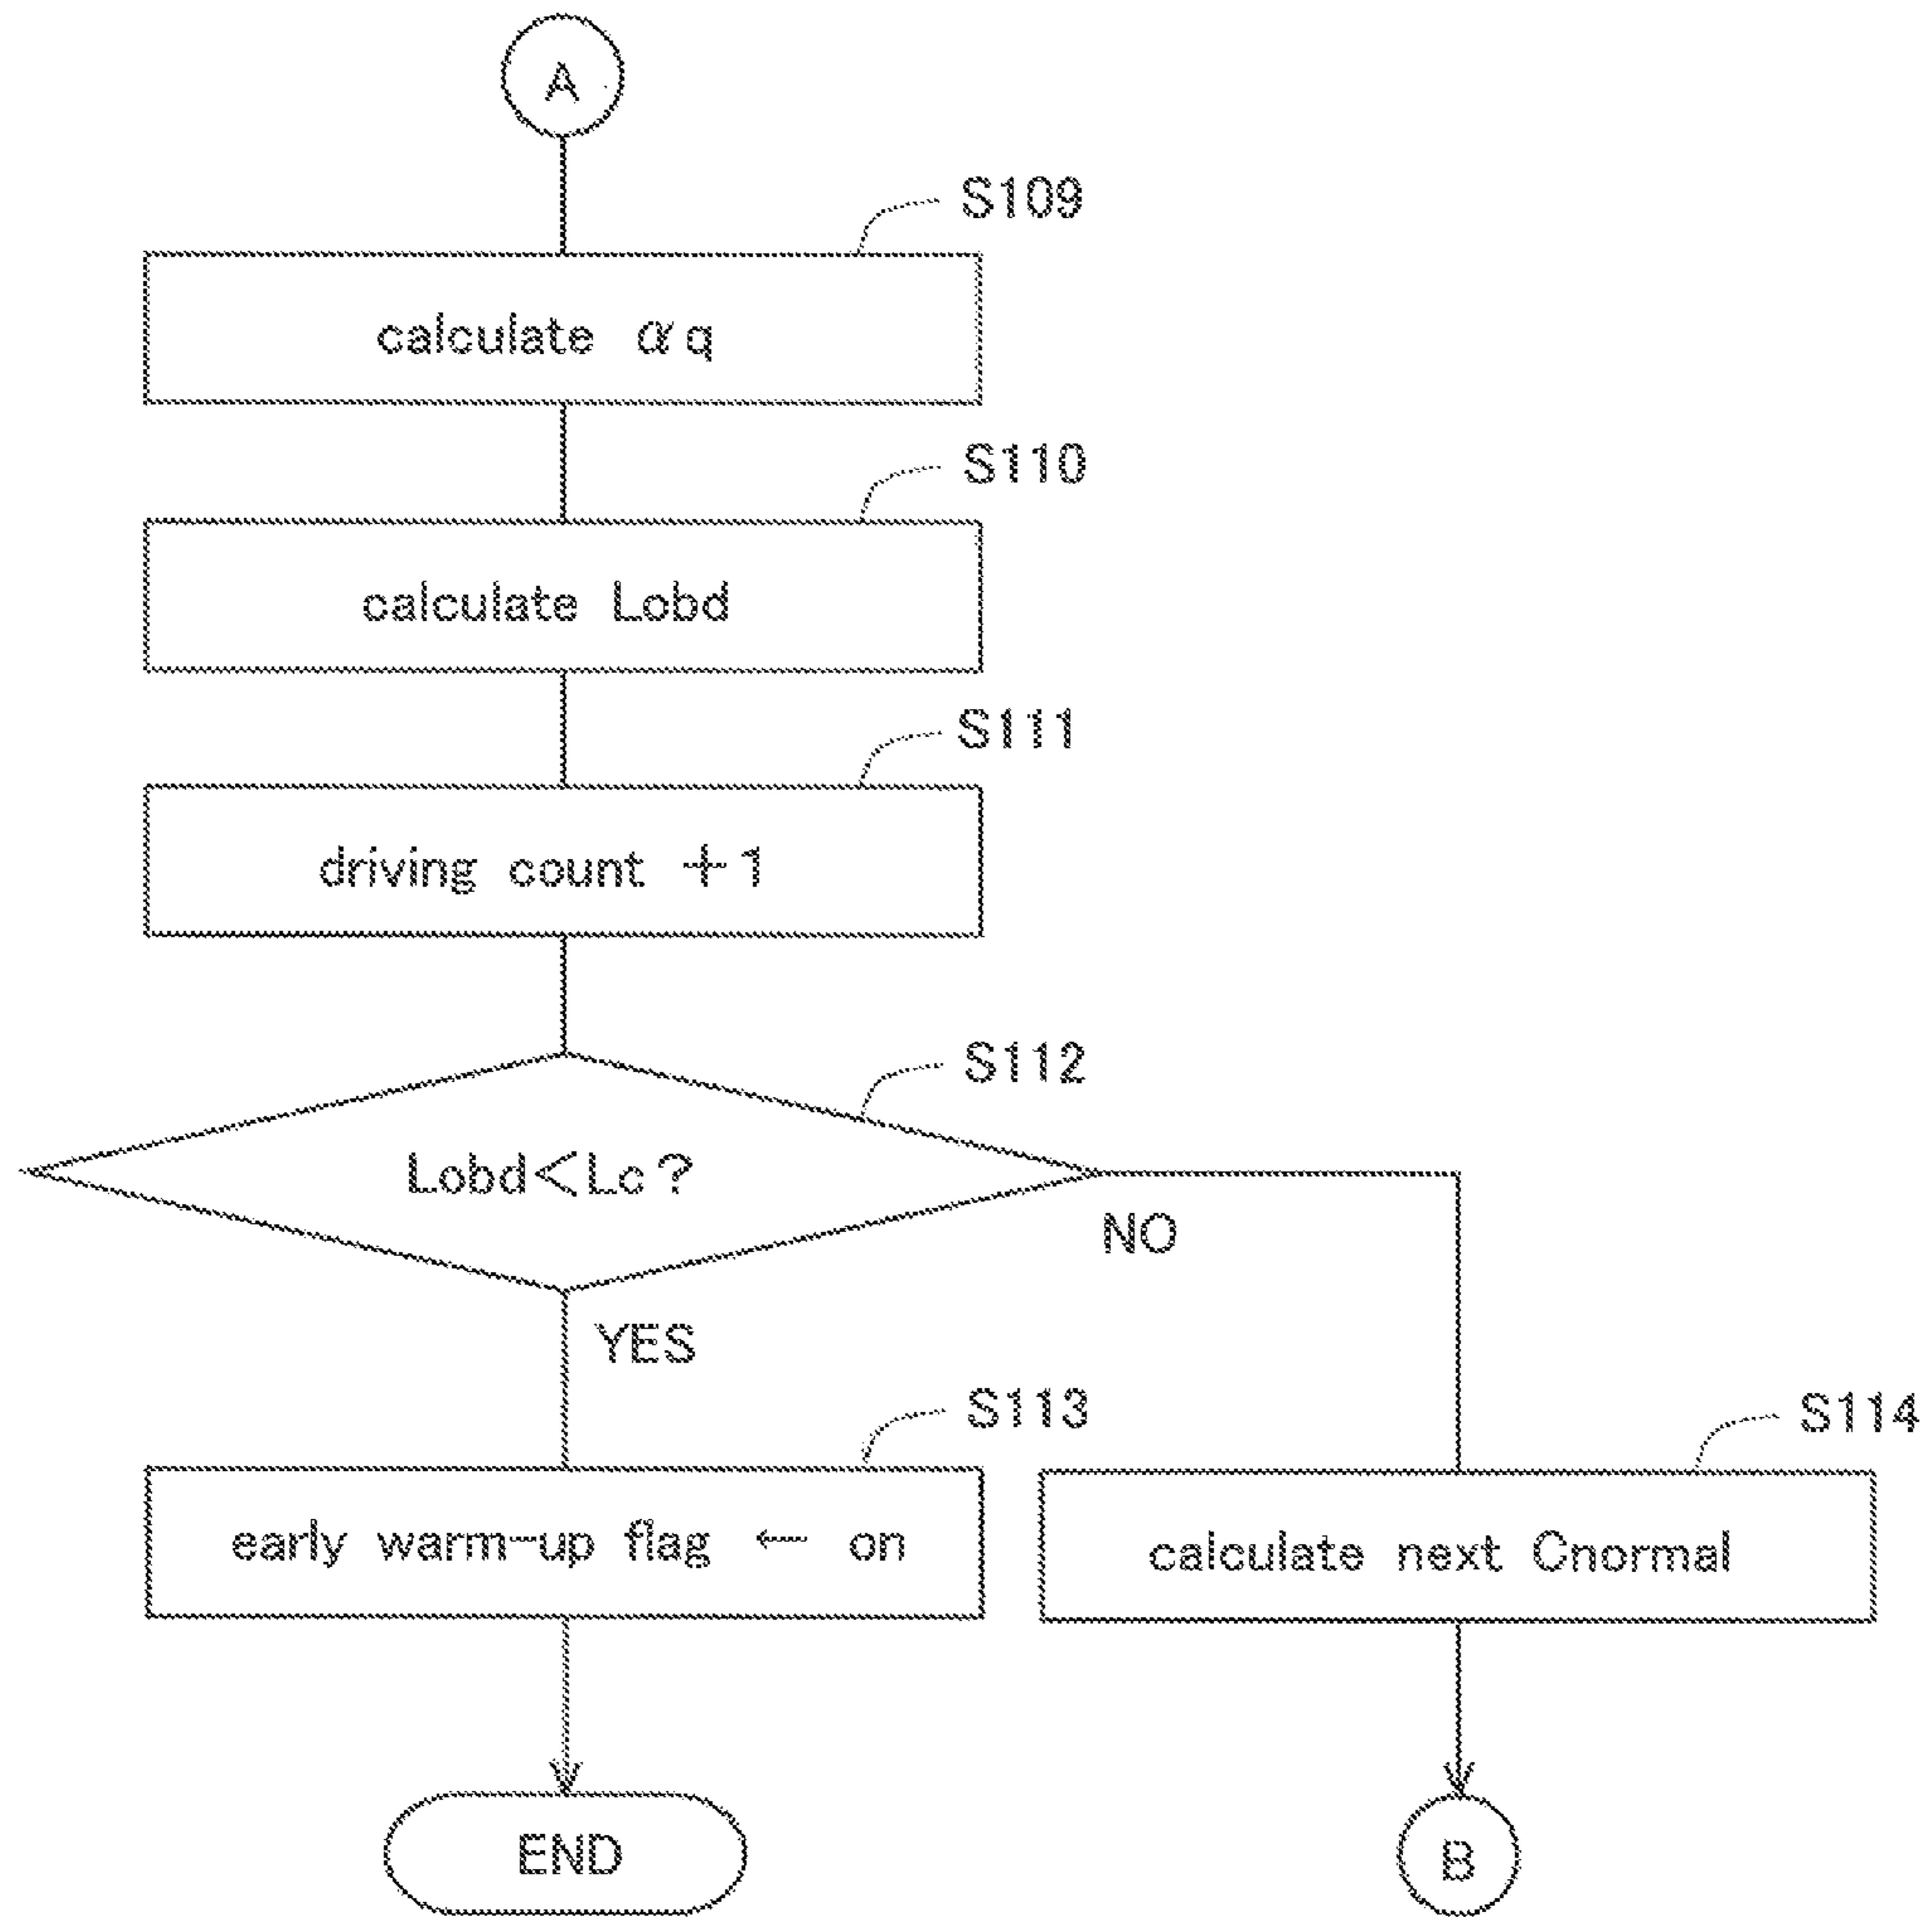 A
S109
calculate αq
S110
calculate Lobd
S111
driving count +1
S112
Lobd<Lc?
NO
YES
S113
S114
early warm-up flag ← on
calculate next Cnormal
END
B